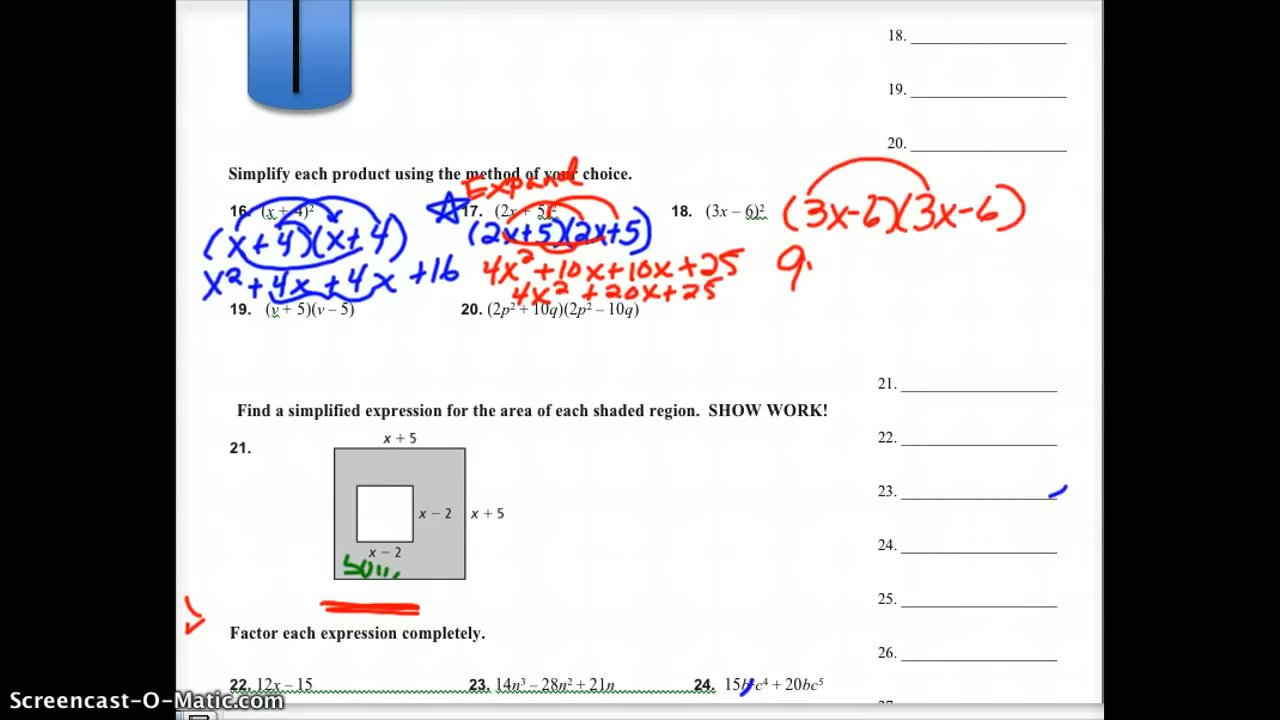 18.
19.
20.
Simplify each product using the method of your choice.
Expand
16. (x + 4)² 17. (2x + 5)² 18. (3x – 6)² (3x-6)(3x-6)
(x+4)(x+4) (2x+5)(2x+5)
x²+4x+4x+16 4x²+10x+10x+25 9
4x²+20x+25
19. (v + 5)(v – 5) 20. (2p² + 10q)(2p² – 10q)
21.
Find a simplified expression for the area of each shaded region. SHOW WORK!
22.
x + 5
21.
23.
x – 2 x + 5
24.
x – 2
25.
Factor each expression completely.
26.
22. 12x – 15 23. 14n³ – 28n² + 21n 24. 15b c⁴ + 20bc⁵
Screencast-O-Matic.com